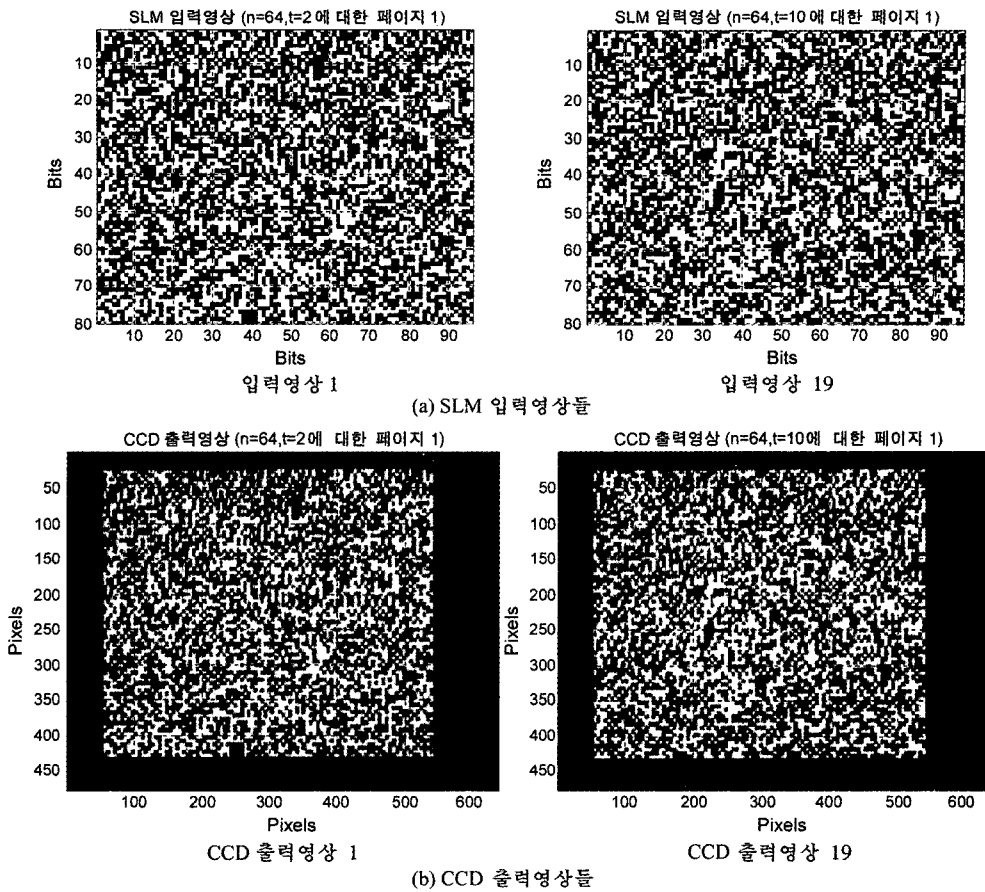 SLM 입력영상 (n=64,t=2에 대한 페이지 1)
Bits
10
20
30
40
50
60
70
80
10 20 30 40 50 60 70 80 90
Bits
입력영상 1
SLM 입력영상 (n=64,t=10에 대한 페이지 1)
Bits
10
20
30
40
50
60
70
80
10 20 30 40 50 60 70 80 90
Bits
입력영상 19
(a) SLM 입력영상들
CCD 출력영상 (n=64,t=2에 대한 페이지 1)
Pixels
50
100
150
200
250
300
350
400
450
100 200 300 400 500 600
Pixels
CCD 출력영상 1
CCD 출력영상 (n=64,t=10에 대한 페이지 1)
Pixels
50
100
150
200
250
300
350
400
450
100 200 300 400 500 600
Pixels
CCD 출력영상 19
(b) CCD 출력영상들